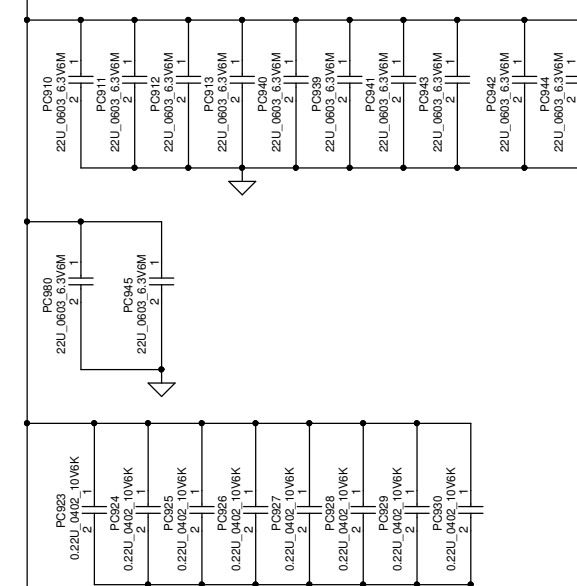 PC910
22U_0603_6.3V6M
1
2
PC911
22U_0603_6.3V6M
1
2
PC912
22U_0603_6.3V6M
1
2
PC913
22U_0603_6.3V6M
1
2
PC940
22U_0603_6.3V6M
1
2
PC939
22U_0603_6.3V6M
1
2
PC941
22U_0603_6.3V6M
1
2
PC943
22U_0603_6.3V6M
1
2
PC942
22U_0603_6.3V6M
1
2
PC944
22U_0603_6.3V6M
1
2
PC980
22U_0603_6.3V6M
1
2
PC945
22U_0603_6.3V6M
1
2
PC923
0.22U_0402_10V6K
1
2
PC924
0.22U_0402_10V6K
1
2
PC925
0.22U_0402_10V6K
1
2
PC926
0.22U_0402_10V6K
1
2
PC927
0.22U_0402_10V6K
1
2
PC928
0.22U_0402_10V6K
1
2
PC929
0.22U_0402_10V6K
1
2
PC930
0.22U_0402_10V6K
1
2